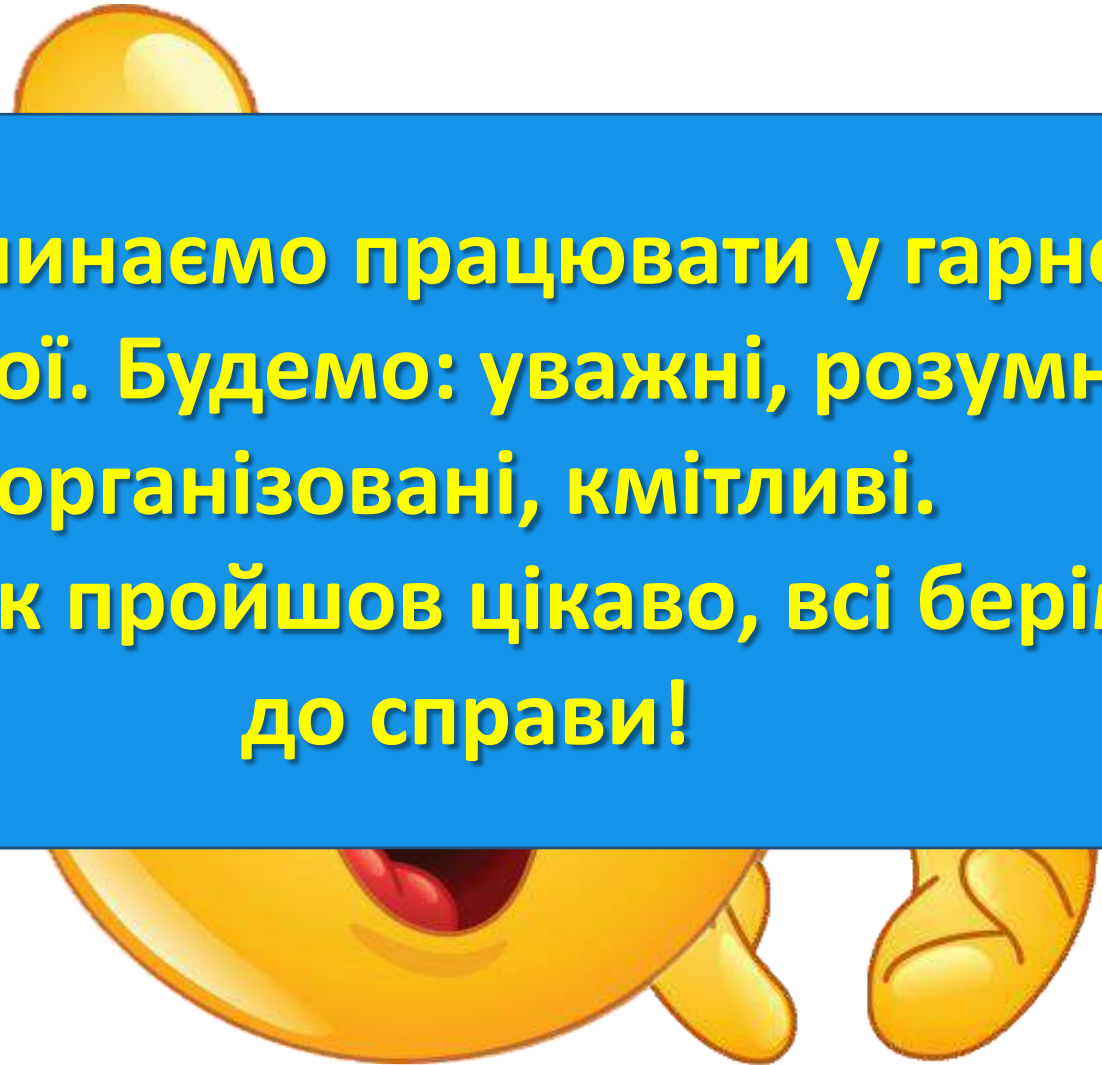 инаємо працювати у гарн
ої. Будемо: уважні, розумн
організовані, кмітливі.
к пройшов цікаво, всі бері
до справи!